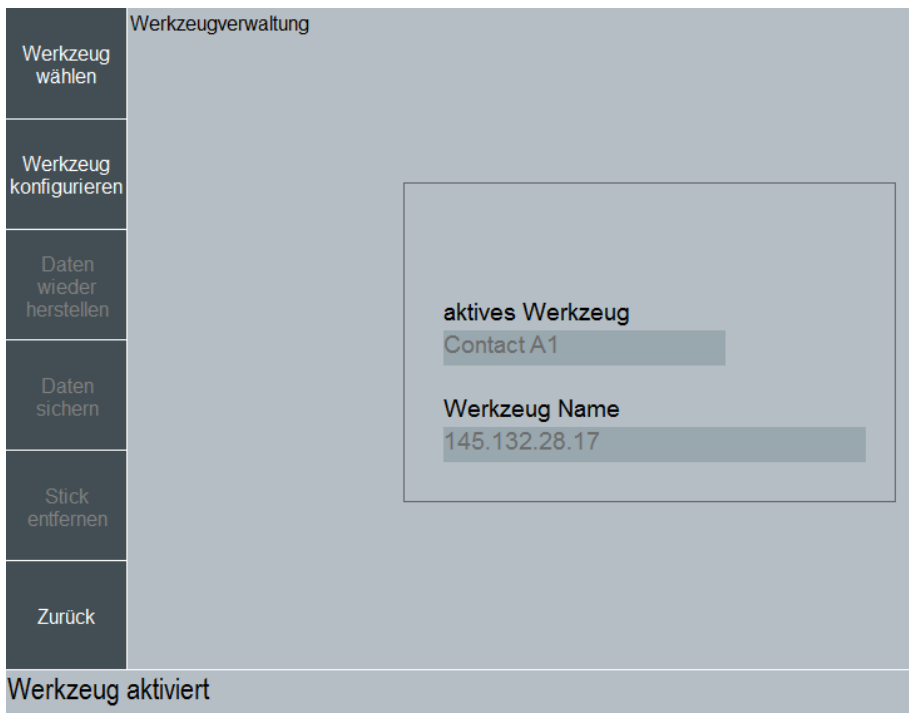 Werkzeugverwaltung
Werkzeug
wählen
Werkzeug
konfigurieren
Daten
wieder
herstellen
Daten
sichern
Stick
entfernen
Zurück
aktives Werkzeug
Contact A1
Werkzeug Name
145.132.28.17
Werkzeug aktiviert